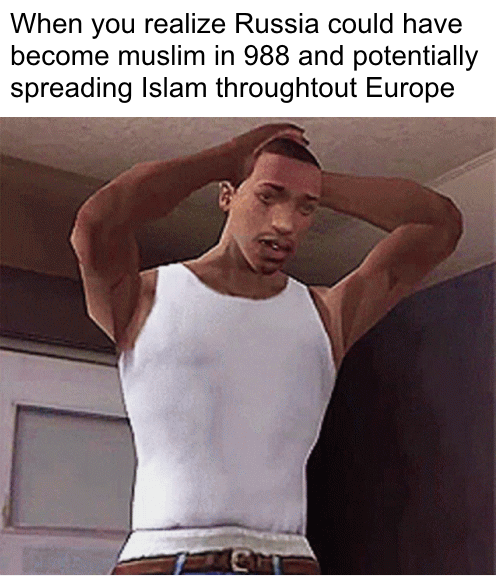 When you realize Russia could have
become muslim in 988 and potentially
spreading Islam throughtout Europe